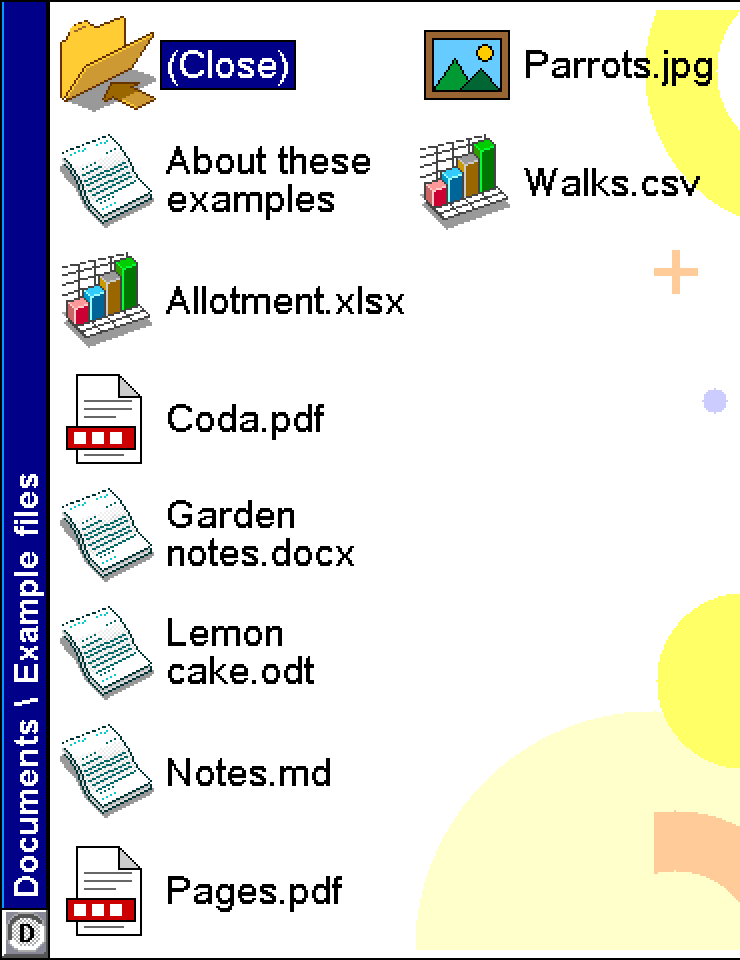 (Close)
About these
examples
Allotment.xlsx
Coda.pdf
Garden
notes.docx
Lemon
cake.odt
Notes.md
Pages.pdf
Parrots.jpg
Walks.csv
Documents \ Example files
D